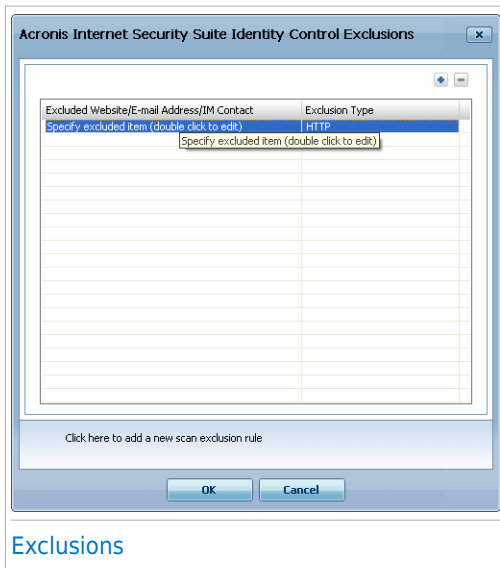 Acronis Internet Security Suite Identity Control Exclusions
Excluded Website/E-mail Address/IM Contact Exclusion Type
Specify excluded item (double click to edit) HTTP
Specify excluded item (double click to edit)
Click here to add a new scan exclusion rule
OK Cancel
Exclusions